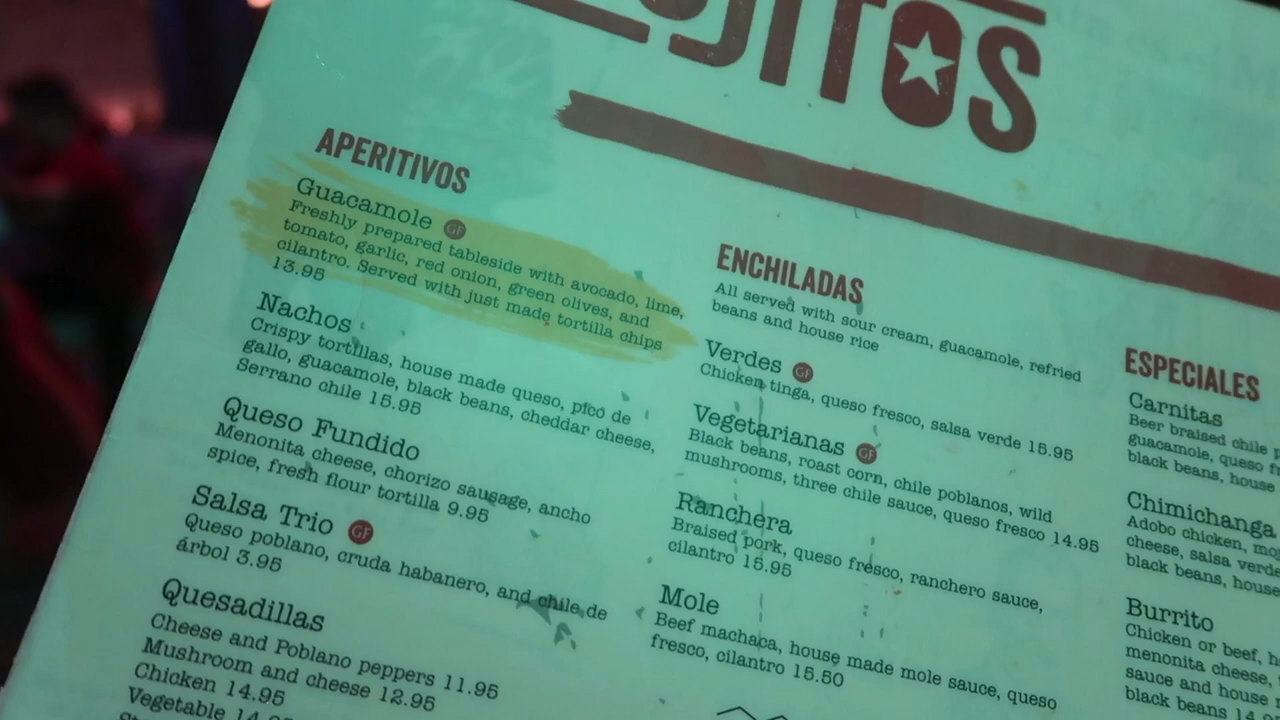 APERITIVOS
Guacamole GF
Freshly prepared tableside with avocado, lime,
tomato, garlic, red onion, green olives, and
cilantro. Served with just made tortilla chips
13.95
Nachos
Crispy tortillas, house made queso, pico de
gallo, guacamole, black beans, cheddar cheese,
Serrano chile 15.95
Queso Fundido
Menonita cheese, chorizo sausage, ancho
spice, fresh flour tortilla 9.95
Salsa Trio GF
Queso poblano, cruda habanero, and chile de
árbol 3.95
Quesadillas
Cheese and Poblano peppers 11.95
Mushroom and cheese 12.95
Chicken 14.95
Vegetable
ENCHILADAS
All served with sour cream, guacamole, refried
beans and house rice
Verdes GF
Chicken tinga, queso fresco, salsa verde 15.95
Vegetarianas GF
Black beans, roast corn, chile poblanos, wild
mushrooms, three chile sauce, queso fresco 14.95
Ranchera
Braised pork, queso fresco, ranchero sauce,
cilantro 15.95
Mole
Beef machaca, house made mole sauce, queso
fresco, cilantro 15.50
ESPECIALES
Carnitas
Beer braised chile
guacamole, queso
black beans, house
Chimichanga
Adobo chicken,
cheese, salsa verde
black beans, house
Burrito
Chicken or beef,
menonita cheese,
sauce and house
black beans